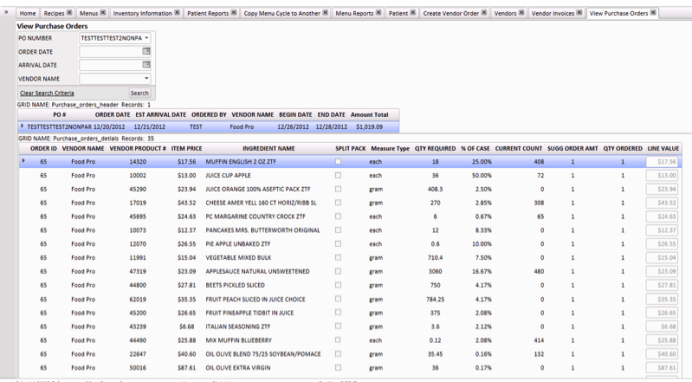 » Home Recipes Menus Inventory Information Patient Reports Copy Menu Cycle to Another Menu Reports Patient Create Vendor Order Vendors Vendor Invoices View Purchase Orders
View Purchase Orders
PO NUMBER TESTTESTTEST2NONPA
ORDER DATE
ARRIVAL DATE
VENDOR NAME
Clear Search Criteria Search
GRID NAME: Purchase_orders_header Records: 1
PO # ORDER DATE EST ARRIVAL DATE ORDERED BY VENDOR NAME BEGIN DATE END DATE Amount Total
TESTTESTTEST2NONPAR 12/20/2012 12/21/2012 TEST Food Pro 12/26/2012 12/28/2012 $1,019.09
GRID NAME: Purchase_orders_detials Records: 35
ORDER ID VENDOR NAME VENDOR PRODUCT # ITEM PRICE INGREDIENT NAME SPLIT PACK Measure Type QTY REQUIRED % OF CASE CURRENT COUNT SUGG ORDER AMT QTY ORDERED LINE VALUE
65 Food Pro 14320 $17.56 MUFFIN ENGLISH 2 OZ ZTF each 18 25.00% 408 1 1 $17.56
65 Food Pro 10002 $13.00 JUICE CUP APPLE each 36 50.00% 72 1 1 $13.00
65 Food Pro 45290 $23.94 JUICE ORANGE 100% ASEPTIC PACK ZTF gram 408.3 2.50% 0 1 1 $23.94
65 Food Pro 17019 $43.52 CHEESE AMER YELL 160 CT HORIZ/RIBB SL gram 270 2.85% 308 1 1 $43.52
65 Food Pro 45695 $24.63 PC MARGARINE COUNTRY CROCK ZTF each 6 0.67% 65 1 1 $24.63
65 Food Pro 10073 $12.37 PANCAKES MRS. BUTTERWORTH ORIGINAL each 12 8.33% 0 1 1 $12.37
65 Food Pro 12070 $26.55 PIE APPLE UNBAKED ZTF each 0.6 10.00% 0 1 1 $26.55
65 Food Pro 11991 $15.04 VEGETABLE MIXED BULK gram 710.4 7.50% 0 1 1 $15.04
65 Food Pro 47319 $23.09 APPLESAUCE NATURAL UNSWEETENED gram 3060 16.67% 480 1 1 $23.09
65 Food Pro 44800 $27.81 BEETS PICKLED SLICED gram 750 4.17% 0 1 1 $27.81
65 Food Pro 62019 $35.35 FRUIT PEACH SLICED IN JUICE CHOICE gram 784.25 4.17% 0 1 1 $35.35
65 Food Pro 45200 $26.65 FRUIT PINEAPPLE TIDBIT IN JUICE gram 375 2.08% 0 1 1 $26.65
65 Food Pro 43239 $6.68 ITALIAN SEASONING ZTF gram 3.6 2.12% 0 1 1 $6.68
65 Food Pro 44490 $25.88 MIX MUFFIN BLUEBERRY each 0.12 2.08% 414 1 1 $25.88
65 Food Pro 22647 $40.60 OIL OLIVE BLEND 75/25 SOYBEAN/POMACE gram 35.45 0.16% 132 1 1 $40.60
65 Food Pro 50016 $87.61 OIL OLIVE EXTRA VIRGIN gram 36 0.17% 0 1 1 $87.61